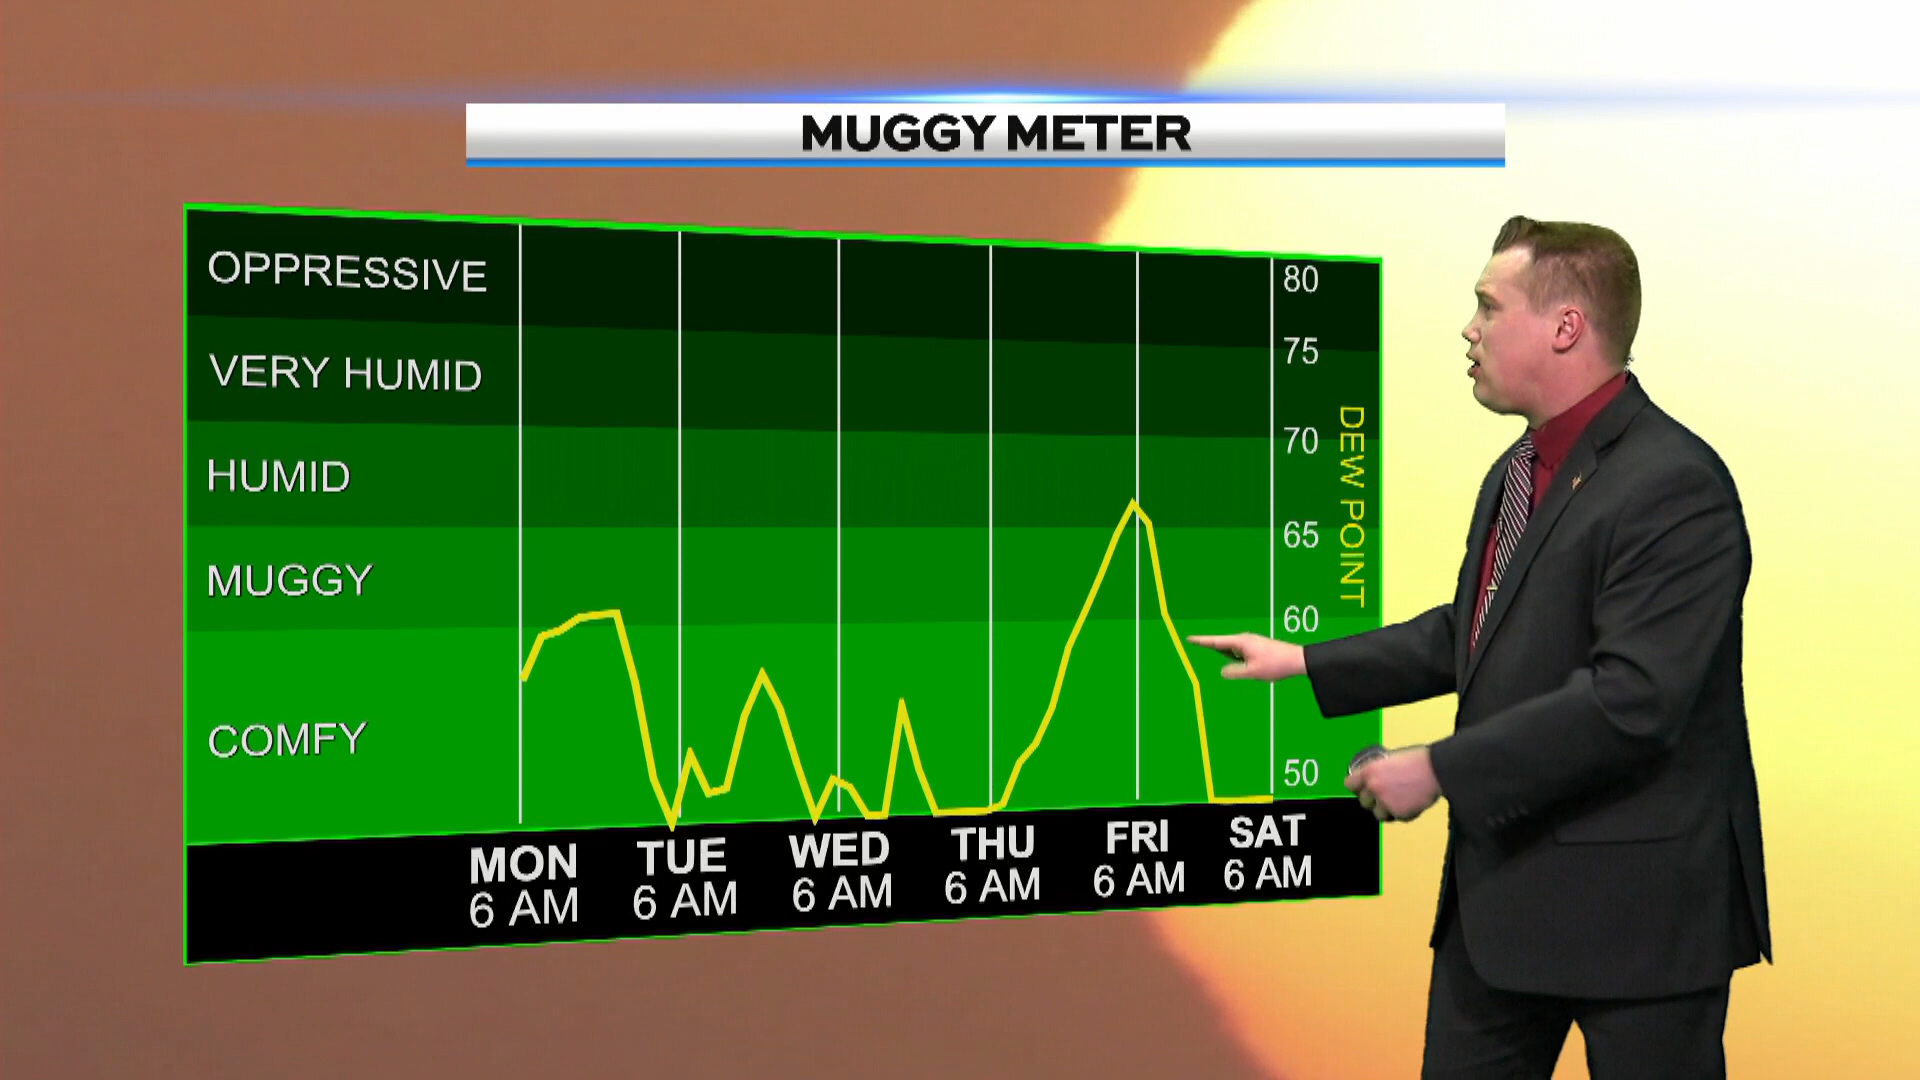 MUGGY METER
OPPRESSIVE
VERY HUMID
HUMID
MUGGY
COMFY
80
75
70
65
60
50
DEW POINT
MON
6 AM
TUE
6 AM
WED
6 AM
THU
6 AM
FRI
6 AM
SAT
6 AM